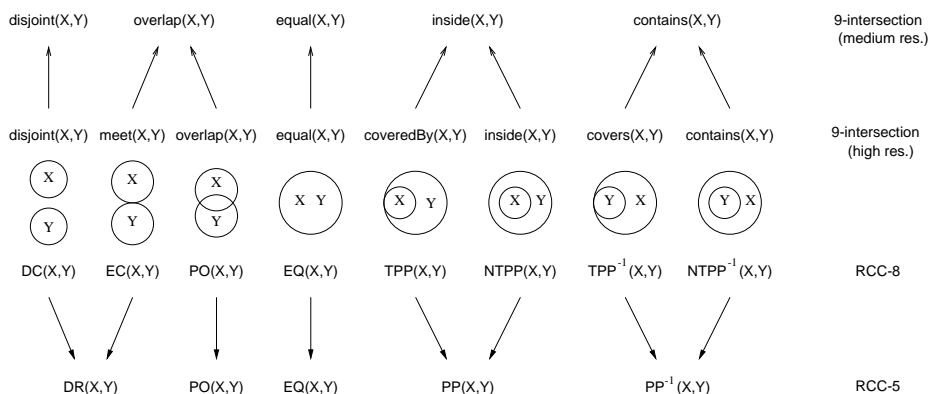 disjoint(X,Y) overlap(X,Y) equal(X,Y) inside(X,Y) contains(X,Y) 9-intersection
(medium res.)
disjoint(X,Y) meet(X,Y) overlap(X,Y) equal(X,Y) coveredBy(X,Y) inside(X,Y) covers(X,Y) contains(X,Y) 9-intersection
(high res.)
X X X X Y X Y X Y Y X Y X
Y Y Y
DC(X,Y) EC(X,Y) PO(X,Y) EQ(X,Y) TPP(X,Y) NTPP(X,Y) TPP⁻¹(X,Y) NTPP⁻¹(X,Y) RCC-8
DR(X,Y) PO(X,Y) EQ(X,Y) PP(X,Y) PP⁻¹(X,Y) RCC-5